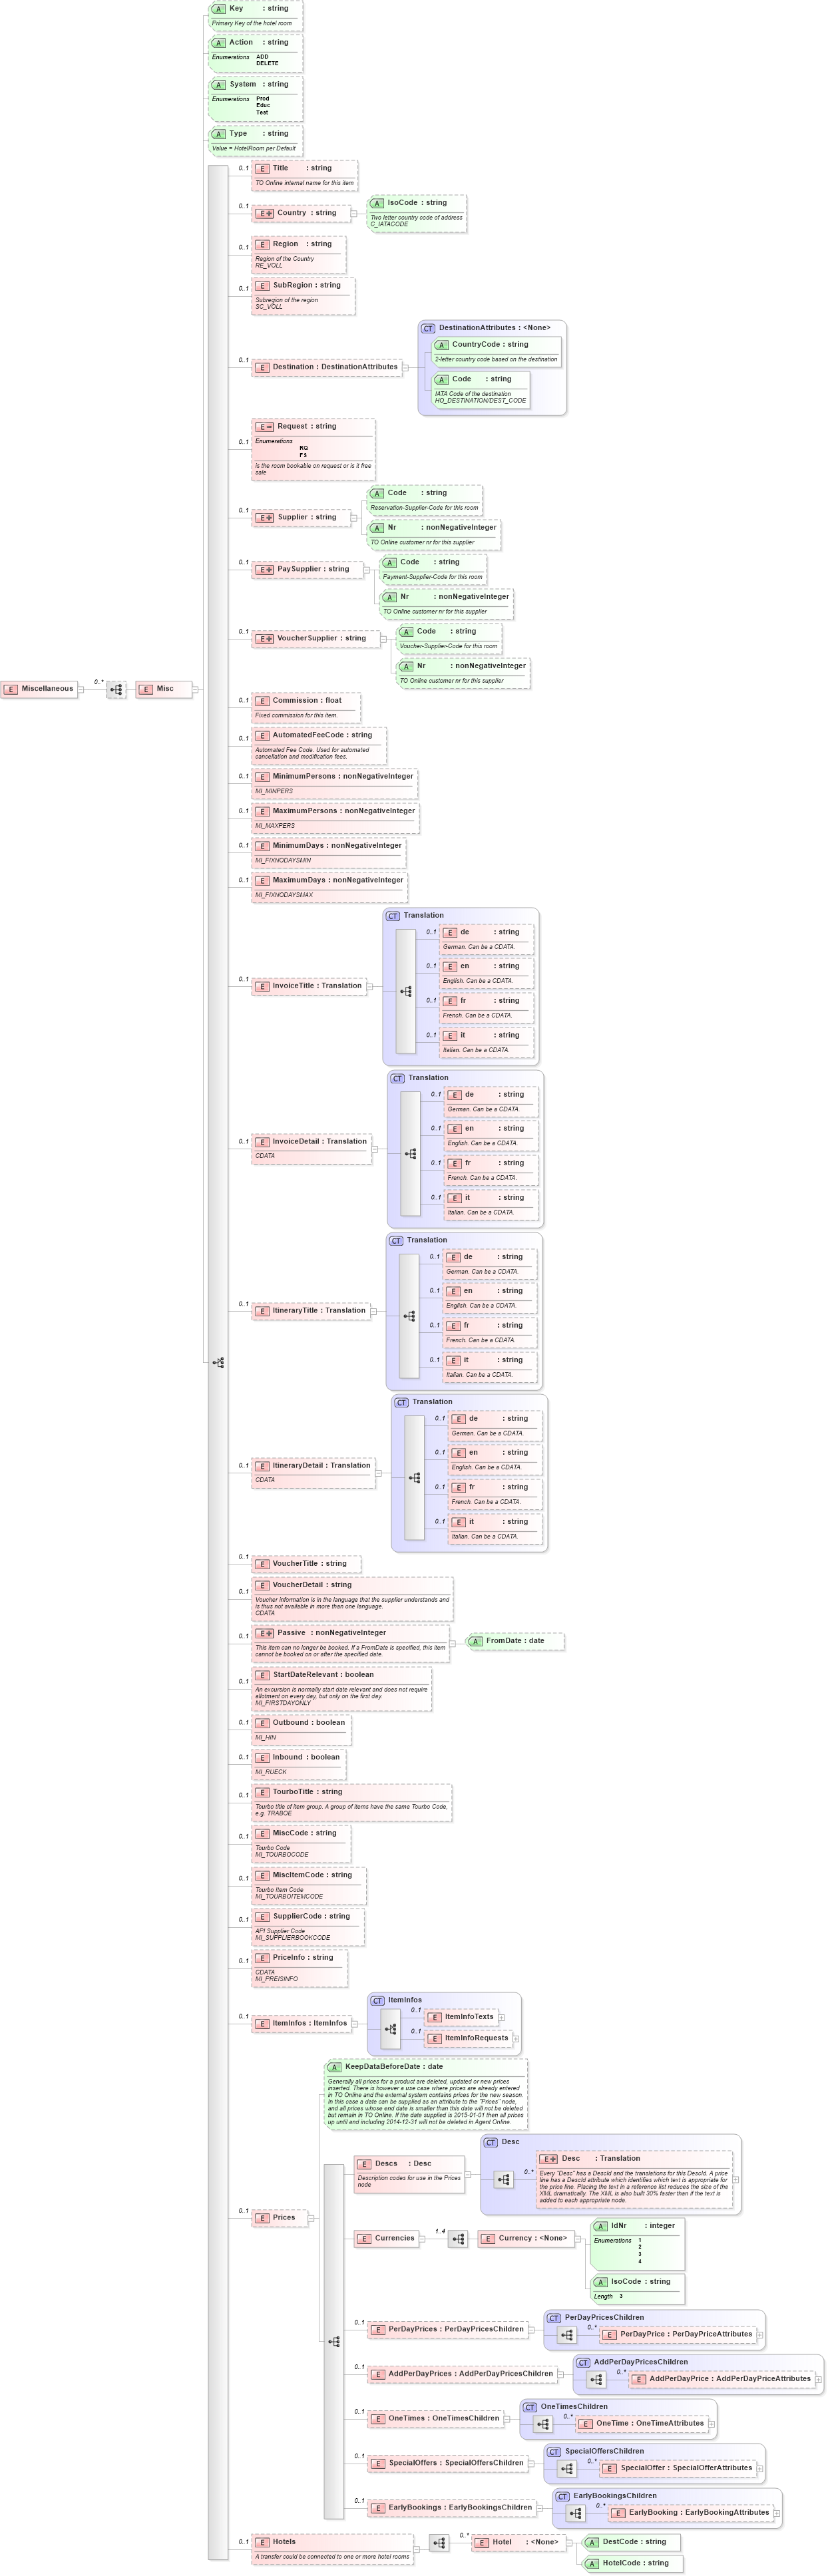 A Key : string
Primary Key of the hotel room
A Action : string
Enumerations ADD
DELETE
A System : string
Enumerations Prod
Educ
Test
A Type : string
Value = HotelRoom per Default
0..1 E Title : string
TO Online internal name for this item
0..1 E Country : string
A IsoCode : string
Two letter country code of address
C_IATACODE
0..1 E Region : string
Region of the Country
RE_VOLL
0..1 E SubRegion : string
Subregion of the region
SC_VOLL
0..1 E Destination : DestinationAttributes
CT DestinationAttributes : <None>
A CountryCode : string
2-letter country code based on the destination
A Code : string
IATA Code of the destination
HO_DESTINATION/DEST_CODE
0..1 E Request : string
Enumerations
RQ
FS
is the room bookable on request or is it free
sale
0..1 E Supplier : string
A Code : string
Reservation-Supplier-Code for this room
A Nr : nonNegativeInteger
TO Online customer nr for this supplier
0..1 E PaySupplier : string
A Code : string
Payment-Supplier-Code for this room
A Nr : nonNegativeInteger
TO Online customer nr for this supplier
0..1 E VoucherSupplier : string
A Code : string
Voucher-Supplier-Code for this room
A Nr : nonNegativeInteger
TO Online customer nr for this supplier
E Miscellaneous 0..* E Misc
0..1 E Commission : float
Fixed commission for this item.
0..1 E AutomatedFeeCode : string
Automated Fee Code. Used for automated
cancellation and modification fees.
0..1 E MinimumPersons : nonNegativeInteger
MI_MINPERS
0..1 E MaximumPersons : nonNegativeInteger
MI_MAXPERS
0..1 E MinimumDays : nonNegativeInteger
MI_FIXNODAYSMIN
0..1 E MaximumDays : nonNegativeInteger
MI_FIXNODAYSMAX
0..1 E InvoiceTitle : Translation
CT Translation
0..1 E de : string
German. Can be a CDATA.
0..1 E en : string
English. Can be a CDATA.
0..1 E fr : string
French. Can be a CDATA.
0..1 E it : string
Italian. Can be a CDATA.
0..1 E InvoiceDetail : Translation
CDATA
CT Translation
0..1 E de : string
German. Can be a CDATA.
0..1 E en : string
English. Can be a CDATA.
0..1 E fr : string
French. Can be a CDATA.
0..1 E it : string
Italian. Can be a CDATA.
0..1 E ItineraryTitle : Translation
CT Translation
0..1 E de : string
German. Can be a CDATA.
0..1 E en : string
English. Can be a CDATA.
0..1 E fr : string
French. Can be a CDATA.
0..1 E it : string
Italian. Can be a CDATA.
0..1 E ItineraryDetail : Translation
CDATA
CT Translation
0..1 E de : string
German. Can be a CDATA.
0..1 E en : string
English. Can be a CDATA.
0..1 E fr : string
French. Can be a CDATA.
0..1 E it : string
Italian. Can be a CDATA.
0..1 E VoucherTitle : string
0..1 E VoucherDetail : string
Voucher information is in the language that the supplier understands and
is thus not available in more than one language.
CDATA
0..1 E Passive : nonNegativeInteger
This item can no longer be booked. If a FromDate is specified, this item
cannot be booked on or after the specified date.
A FromDate : date
0..1 E StartDateRelevant : boolean
An excursion is normally start date relevant and does not require
allotment on every day, but only on the first day.
MI_FIRSTDAYONLY
0..1 E Outbound : boolean
MI_HIN
0..1 E Inbound : boolean
MI_RUECK
0..1 E TourboTitle : string
Tourbo title of item group. A group of items have the same Tourbo Code,
e.g. TRABOE
0..1 E MiscCode : string
Tourbo Code
MI_TOURBOCODE
0..1 E MiscItemCode : string
Tourbo Item Code
MI_TOURBOITEMCODE
0..1 E SupplierCode : string
API Supplier Code
MI_SUPPLIERBOOKCODE
0..1 E PriceInfo : string
CDATA
MI_PREISINFO
0..1 E ItemInfos : ItemInfos
CT ItemInfos
0..1 E ItemInfoTexts
0..1 E ItemInfoRequests
A KeepDataBeforeDate : date
Generally all prices for a product are deleted, updated or new prices
inserted. There is however a use case where prices are already entered
in TO Online and the external system contains prices for the new season.
In this case a date can be supplied as an attribute to the "Prices" node,
and all prices whose end date is smaller than this date will not be deleted
but remain in TO Online. If the date supplied is 2015-01-01 then all prices
up until and including 2014-12-31 will not be deleted in Agent Online.
0..1 E Prices
E Descs : Desc
Description codes for use in the Prices
node
CT Desc
0..* E Desc : Translation
Every "Desc" has a DescId and the translations for this DescId. A price
line has a DescId attribute which identifies which text is appropriate for
the price line. Placing the text in a reference list reduces the size of the
XML dramatically. The XML is also built 30% faster than if the text is
added to each appropriate node.
E Currencies 1..4 E Currency : <None>
A IdNr : integer
Enumerations 1
2
3
4
A IsoCode : string
Length 3
0..1 E PerDayPrices : PerDayPricesChildren
CT PerDayPricesChildren
0..* E PerDayPrice : PerDayPriceAttributes
0..1 E AddPerDayPrices : AddPerDayPricesChildren
CT AddPerDayPricesChildren
0..* E AddPerDayPrice : AddPerDayPriceAttributes
0..1 E OneTimes : OneTimesChildren
CT OneTimesChildren
0..* E OneTime : OneTimeAttributes
0..1 E SpecialOffers : SpecialOffersChildren
CT SpecialOffersChildren
0..* E SpecialOffer : SpecialOfferAttributes
0..1 E EarlyBookings : EarlyBookingsChildren
CT EarlyBookingsChildren
0..* E EarlyBooking : EarlyBookingAttributes
0..1 E Hotels
A transfer could be connected to one or more hotel rooms
0..* E Hotel : <None>
A DestCode : string
A HotelCode : string